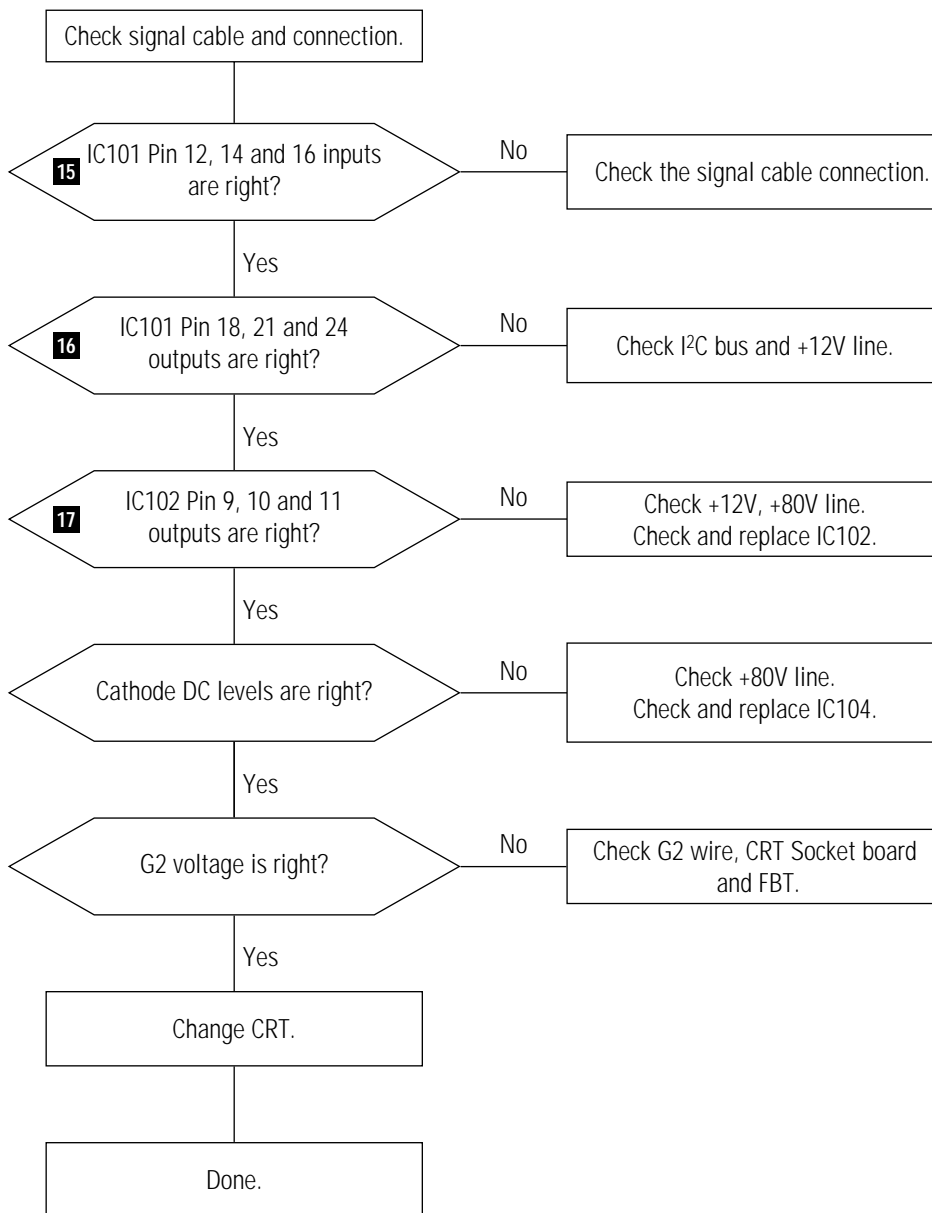 Check signal cable and connection.
15
IC101 Pin 12, 14 and 16 inputs
are right?
No
Check the signal cable connection.
Yes
16
IC101 Pin 18, 21 and 24
outputs are right?
No
Check I²C bus and +12V line.
Yes
17
IC102 Pin 9, 10 and 11
outputs are right?
No
Check +12V, +80V line.
Check and replace IC102.
Yes
Cathode DC levels are right?
No
Check +80V line.
Check and replace IC104.
Yes
G2 voltage is right?
No
Check G2 wire, CRT Socket board
and FBT.
Yes
Change CRT.
Done.